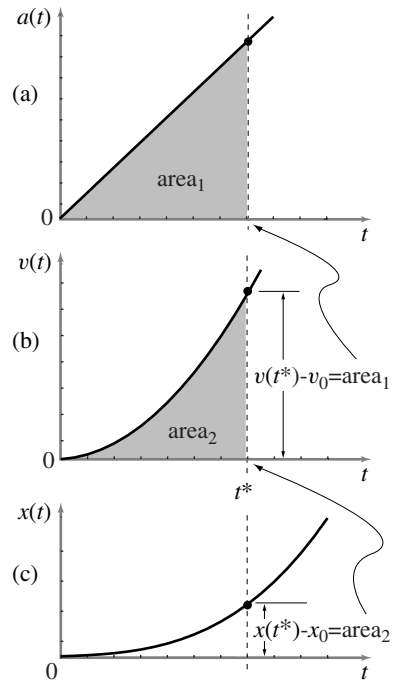 a(t)
(a)
area₁
0
t
v(t)
(b)
v(t*)-v₀=area₁
area₂
0
t
t*
x(t)
(c)
x(t*)-x₀=area₂
0
t